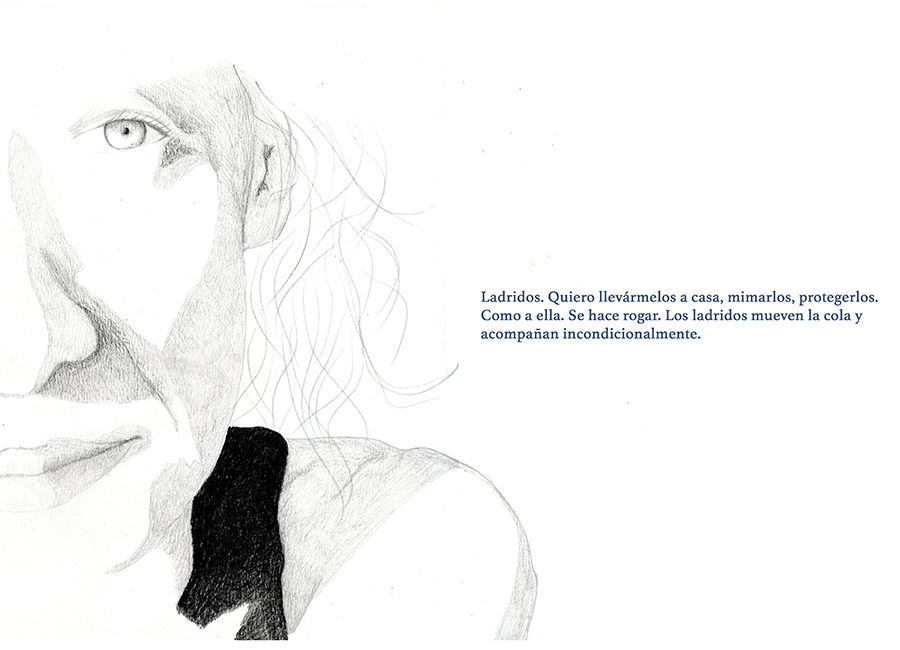 Ladridos. Quiero llevármelos a casa, mimarlos, protegerlos.
Como a ella. Se hace rogar. Los ladridos mueven la cola y
acompañan incondicionalmente.